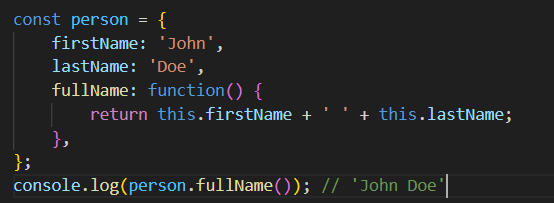 const person = {
    firstName: 'John',
    lastName: 'Doe',
    fullName: function() {
        return this.firstName + ' ' + this.lastName;
    },
};
console.log(person.fullName()); // 'John Doe'